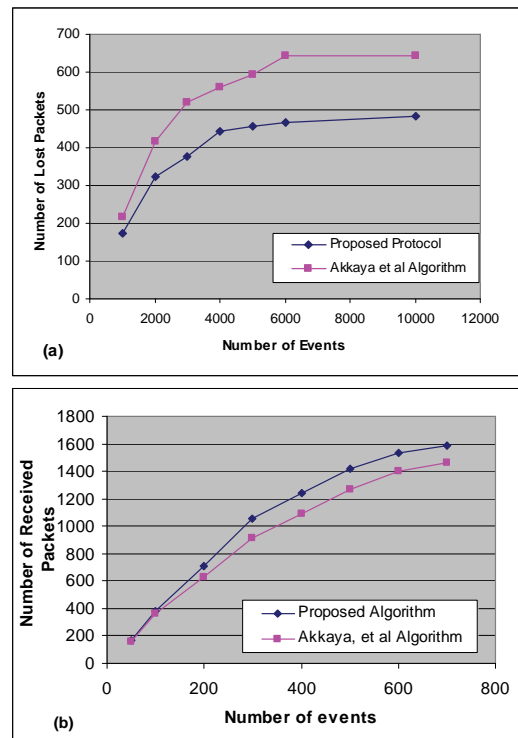 700
600
500
400
300
200
100
0
Number of Lost Packets
0 2000 4000 6000 8000 10000 12000
Number of Events
Proposed Protocol
Akkaya et al Algorithm
(a)
1800
1600
1400
1200
1000
800
600
400
200
0
Number of Received
Packets
0 200 400 600 800
Number of events
Proposed Algorithm
Akkaya, et al Algorithm
(b)